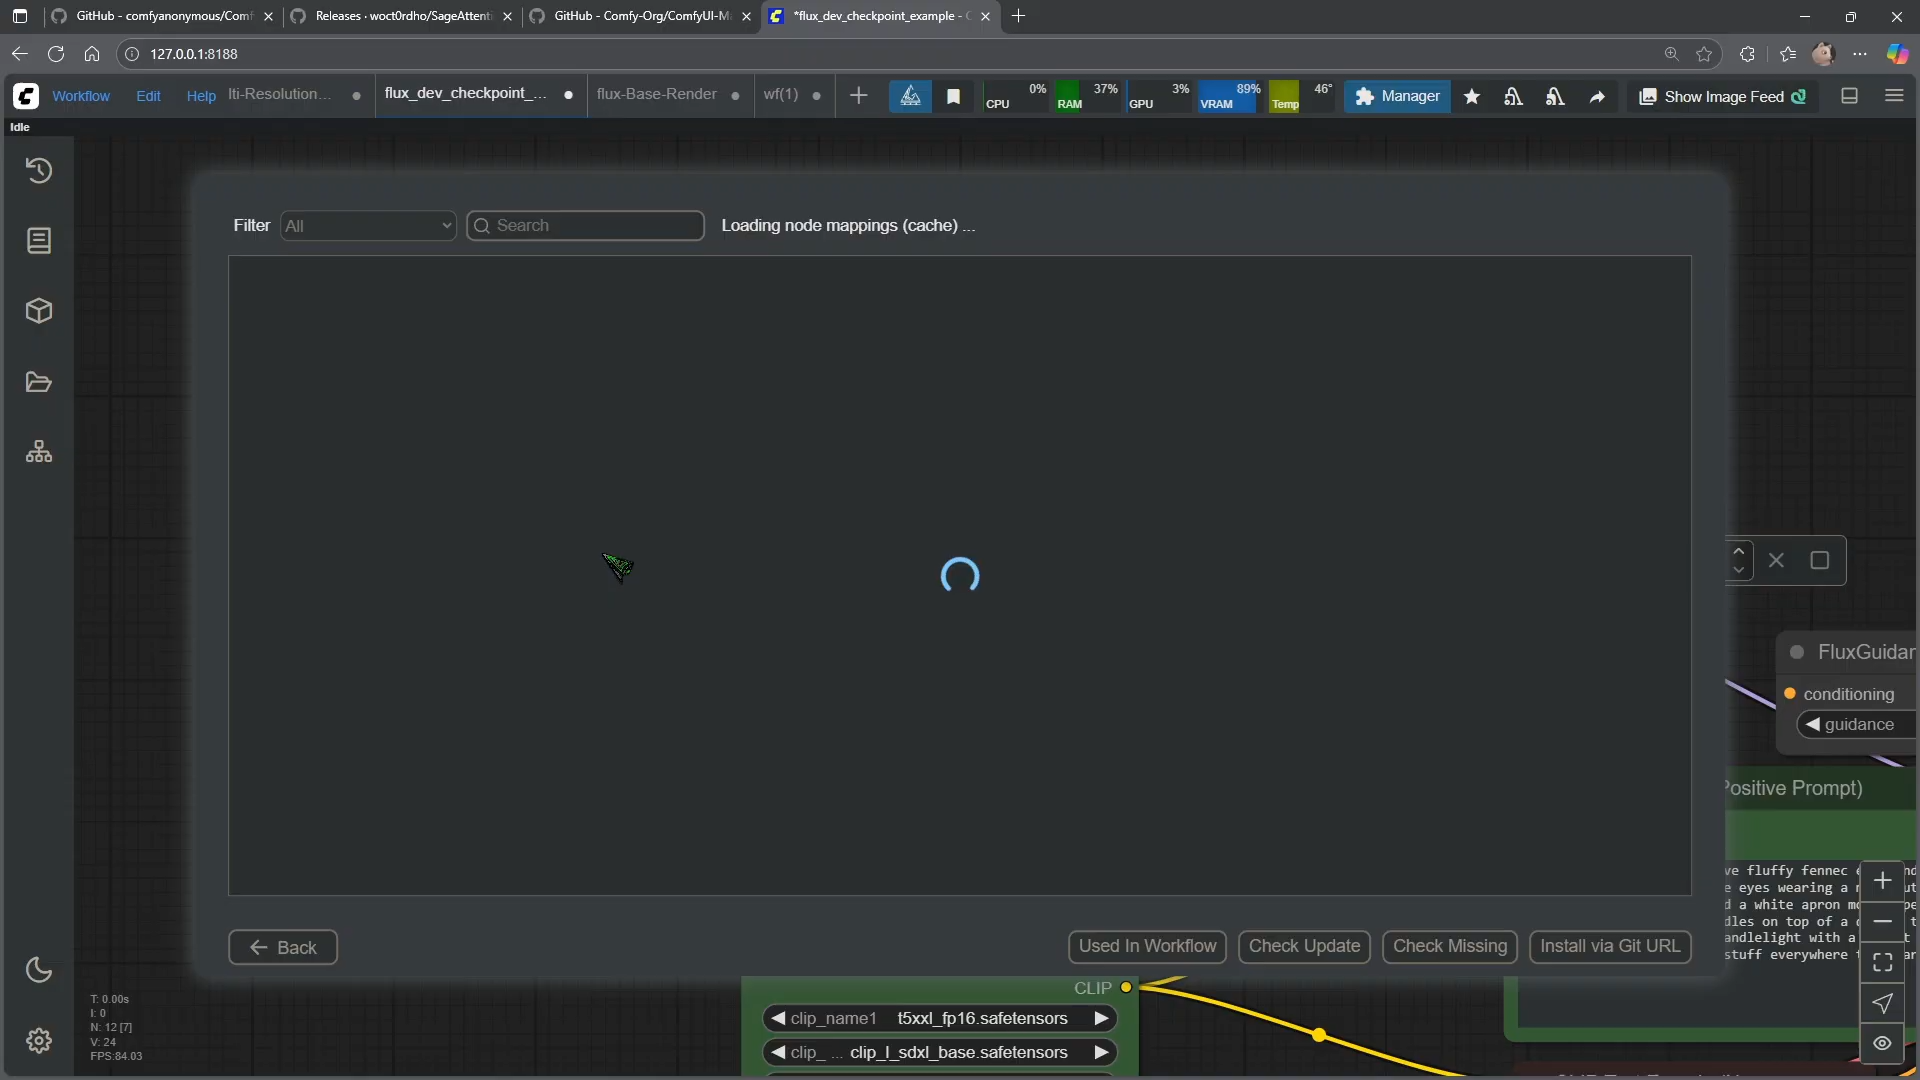 GitHub - comfyanonymous/Comf
Releases · woct0rdho/SageAttenti
GitHub - Comfy-Org/ComfyUI-M
*flux_dev_checkpoint_example -
127.0.0.1:8188
Workflow
Edit
Help
lti-Resolution...
flux_dev_checkpoint_...
flux-Base-Render
wf(1)
CPU 0%
RAM 37%
GPU 3%
VRAM 89%
Temp 46°
Manager
Show Image Feed
Idle
Filter
All
Search
Loading node mappings (cache) ...
FluxGuidan
conditioning
guidance
Positive Prompt)
ve fluffy fennec
e eyes wearing a
d a white apron
dles on top of a
andlelight with a
stuff everywhere
Back
Used In Workflow
Check Update
Check Missing
Install via Git URL
CLIP
clip_name1 t5xxl_fp16.safetensors
clip_ ... clip_l_sdxl_base.safetensors
T: 0.00s
I: 0
N: 12 [7]
V: 24
FPS:84.03